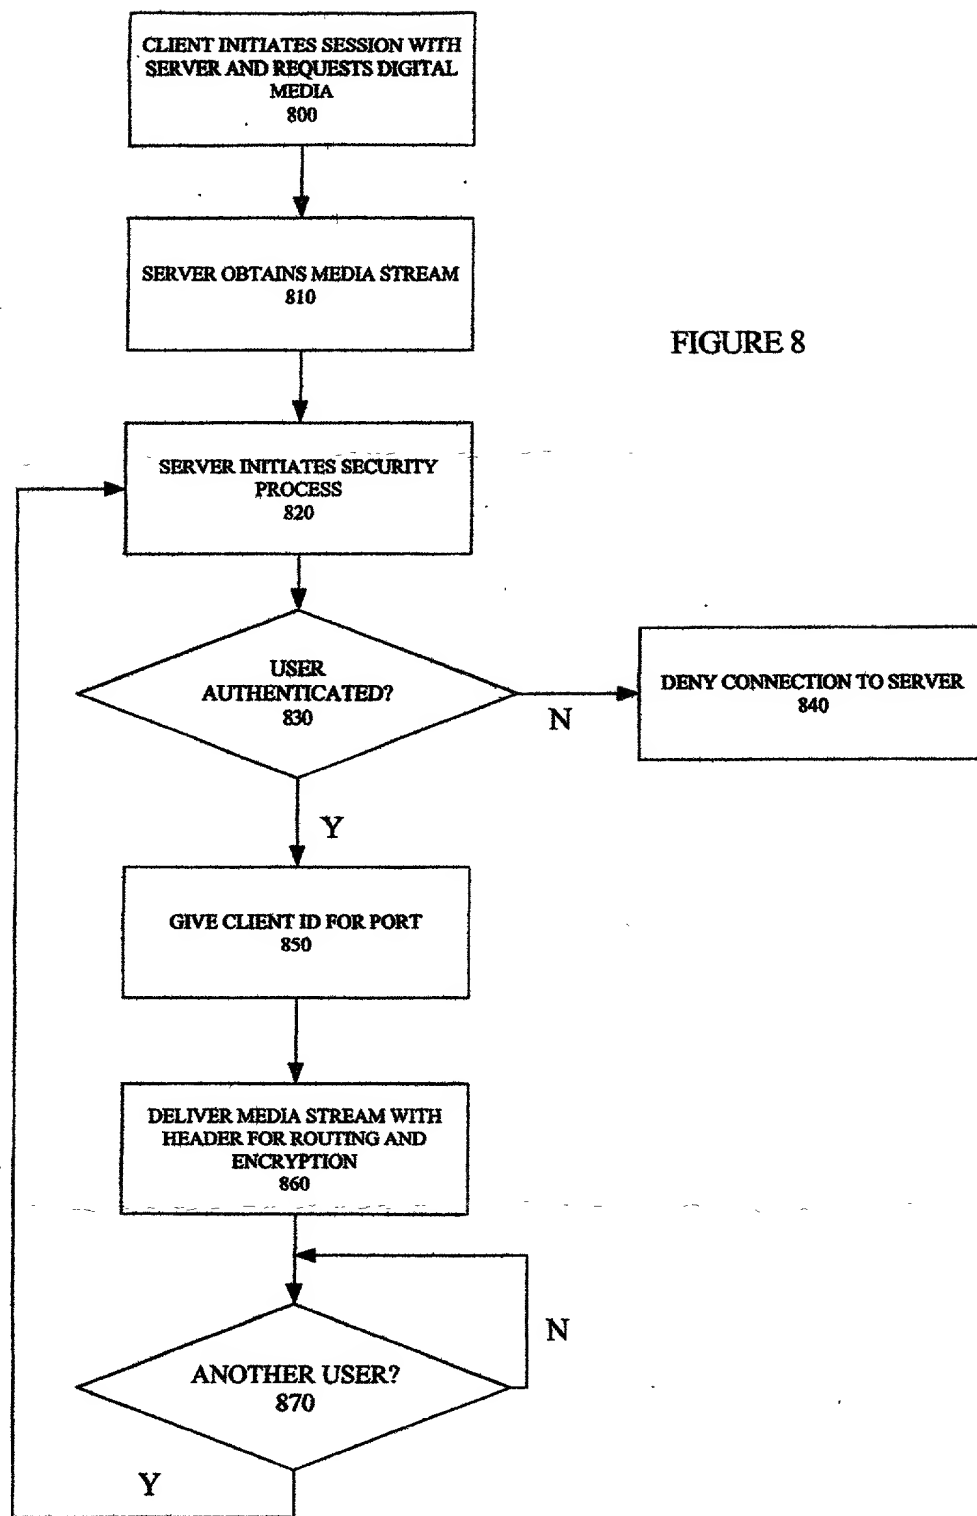 CLIENT INITIATES SESSION WITH
SERVER AND REQUESTS DIGITAL
MEDIA
800
SERVER OBTAINS MEDIA STREAM
810
FIGURE 8
SERVER INITIATES SECURITY
PROCESS
820
USER
AUTHENTICATED?
830
N
DENY CONNECTION TO SERVER
840
Y
GIVE CLIENT ID FOR PORT
850
DELIVER MEDIA STREAM WITH
HEADER FOR ROUTING AND
ENCRYPTION
860
N
ANOTHER USER?
870
Y